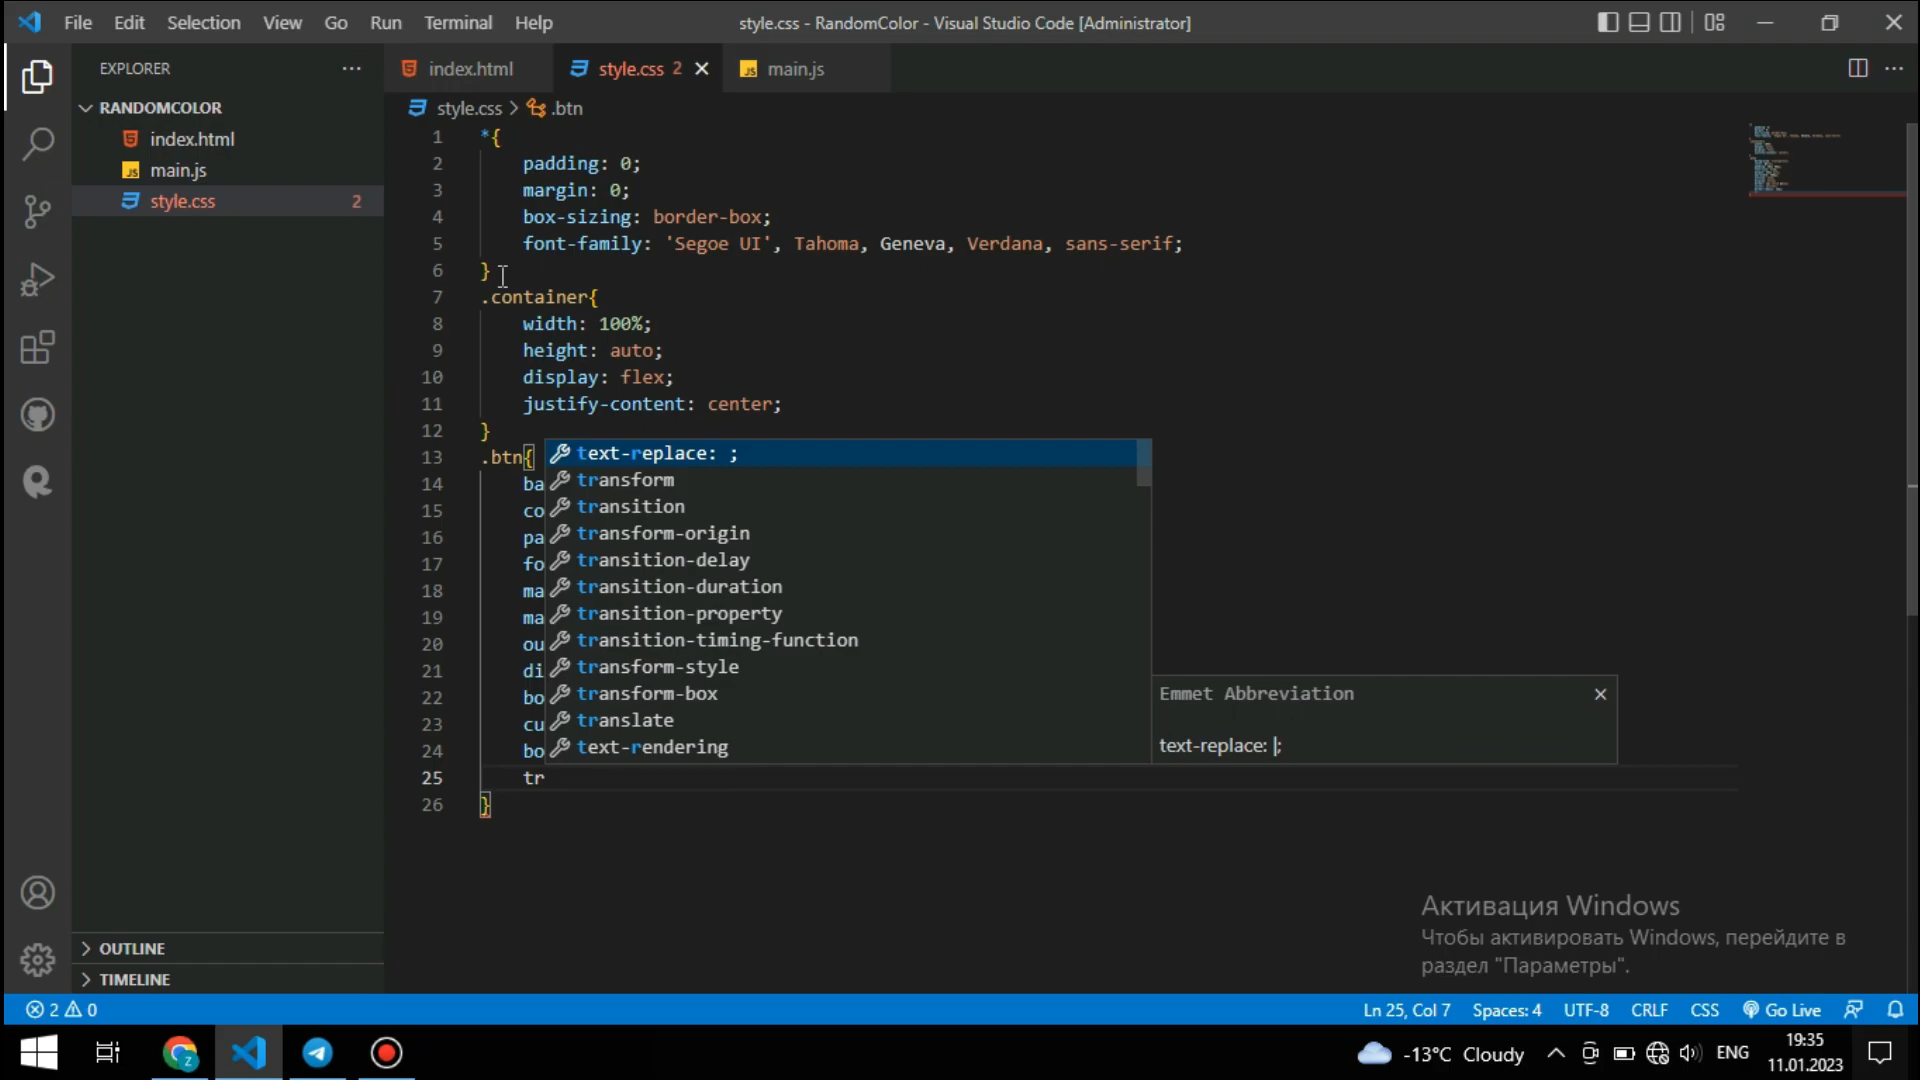 File Edit Selection View Go Run Terminal Help
style.css - RandomColor - Visual Studio Code [Administrator]
EXPLORER
index.html
style.css 2
main.js
RANDOMCOLOR
index.html
main.js
style.css 2
style.css > .btn
1 *{
2 padding: 0;
3 margin: 0;
4 box-sizing: border-box;
5 font-family: 'Segoe UI', Tahoma, Geneva, Verdana, sans-serif;
6 }
7 .container{
8 width: 100%;
9 height: auto;
10 display: flex;
11 justify-content: center;
12 }
13 .btn{
14 ba
15 co
16 pa
17 fo
18 ma
19 ma
20 ou
21 di
22 bo
23 cu
24 bo
25 tr
26 }
text-replace: ;
transform
transition
transform-origin
transition-delay
transition-duration
transition-property
transition-timing-function
transform-style
transform-box
translate
text-rendering
Emmet Abbreviation
text-replace: |;
Активация Windows
Чтобы активировать Windows, перейдите в
раздел "Параметры".
OUTLINE
TIMELINE
2 0
Ln 25, Col 7 Spaces: 4 UTF-8 CRLF CSS Go Live
-13°C Cloudy
ENG
19:35
11.01.2023